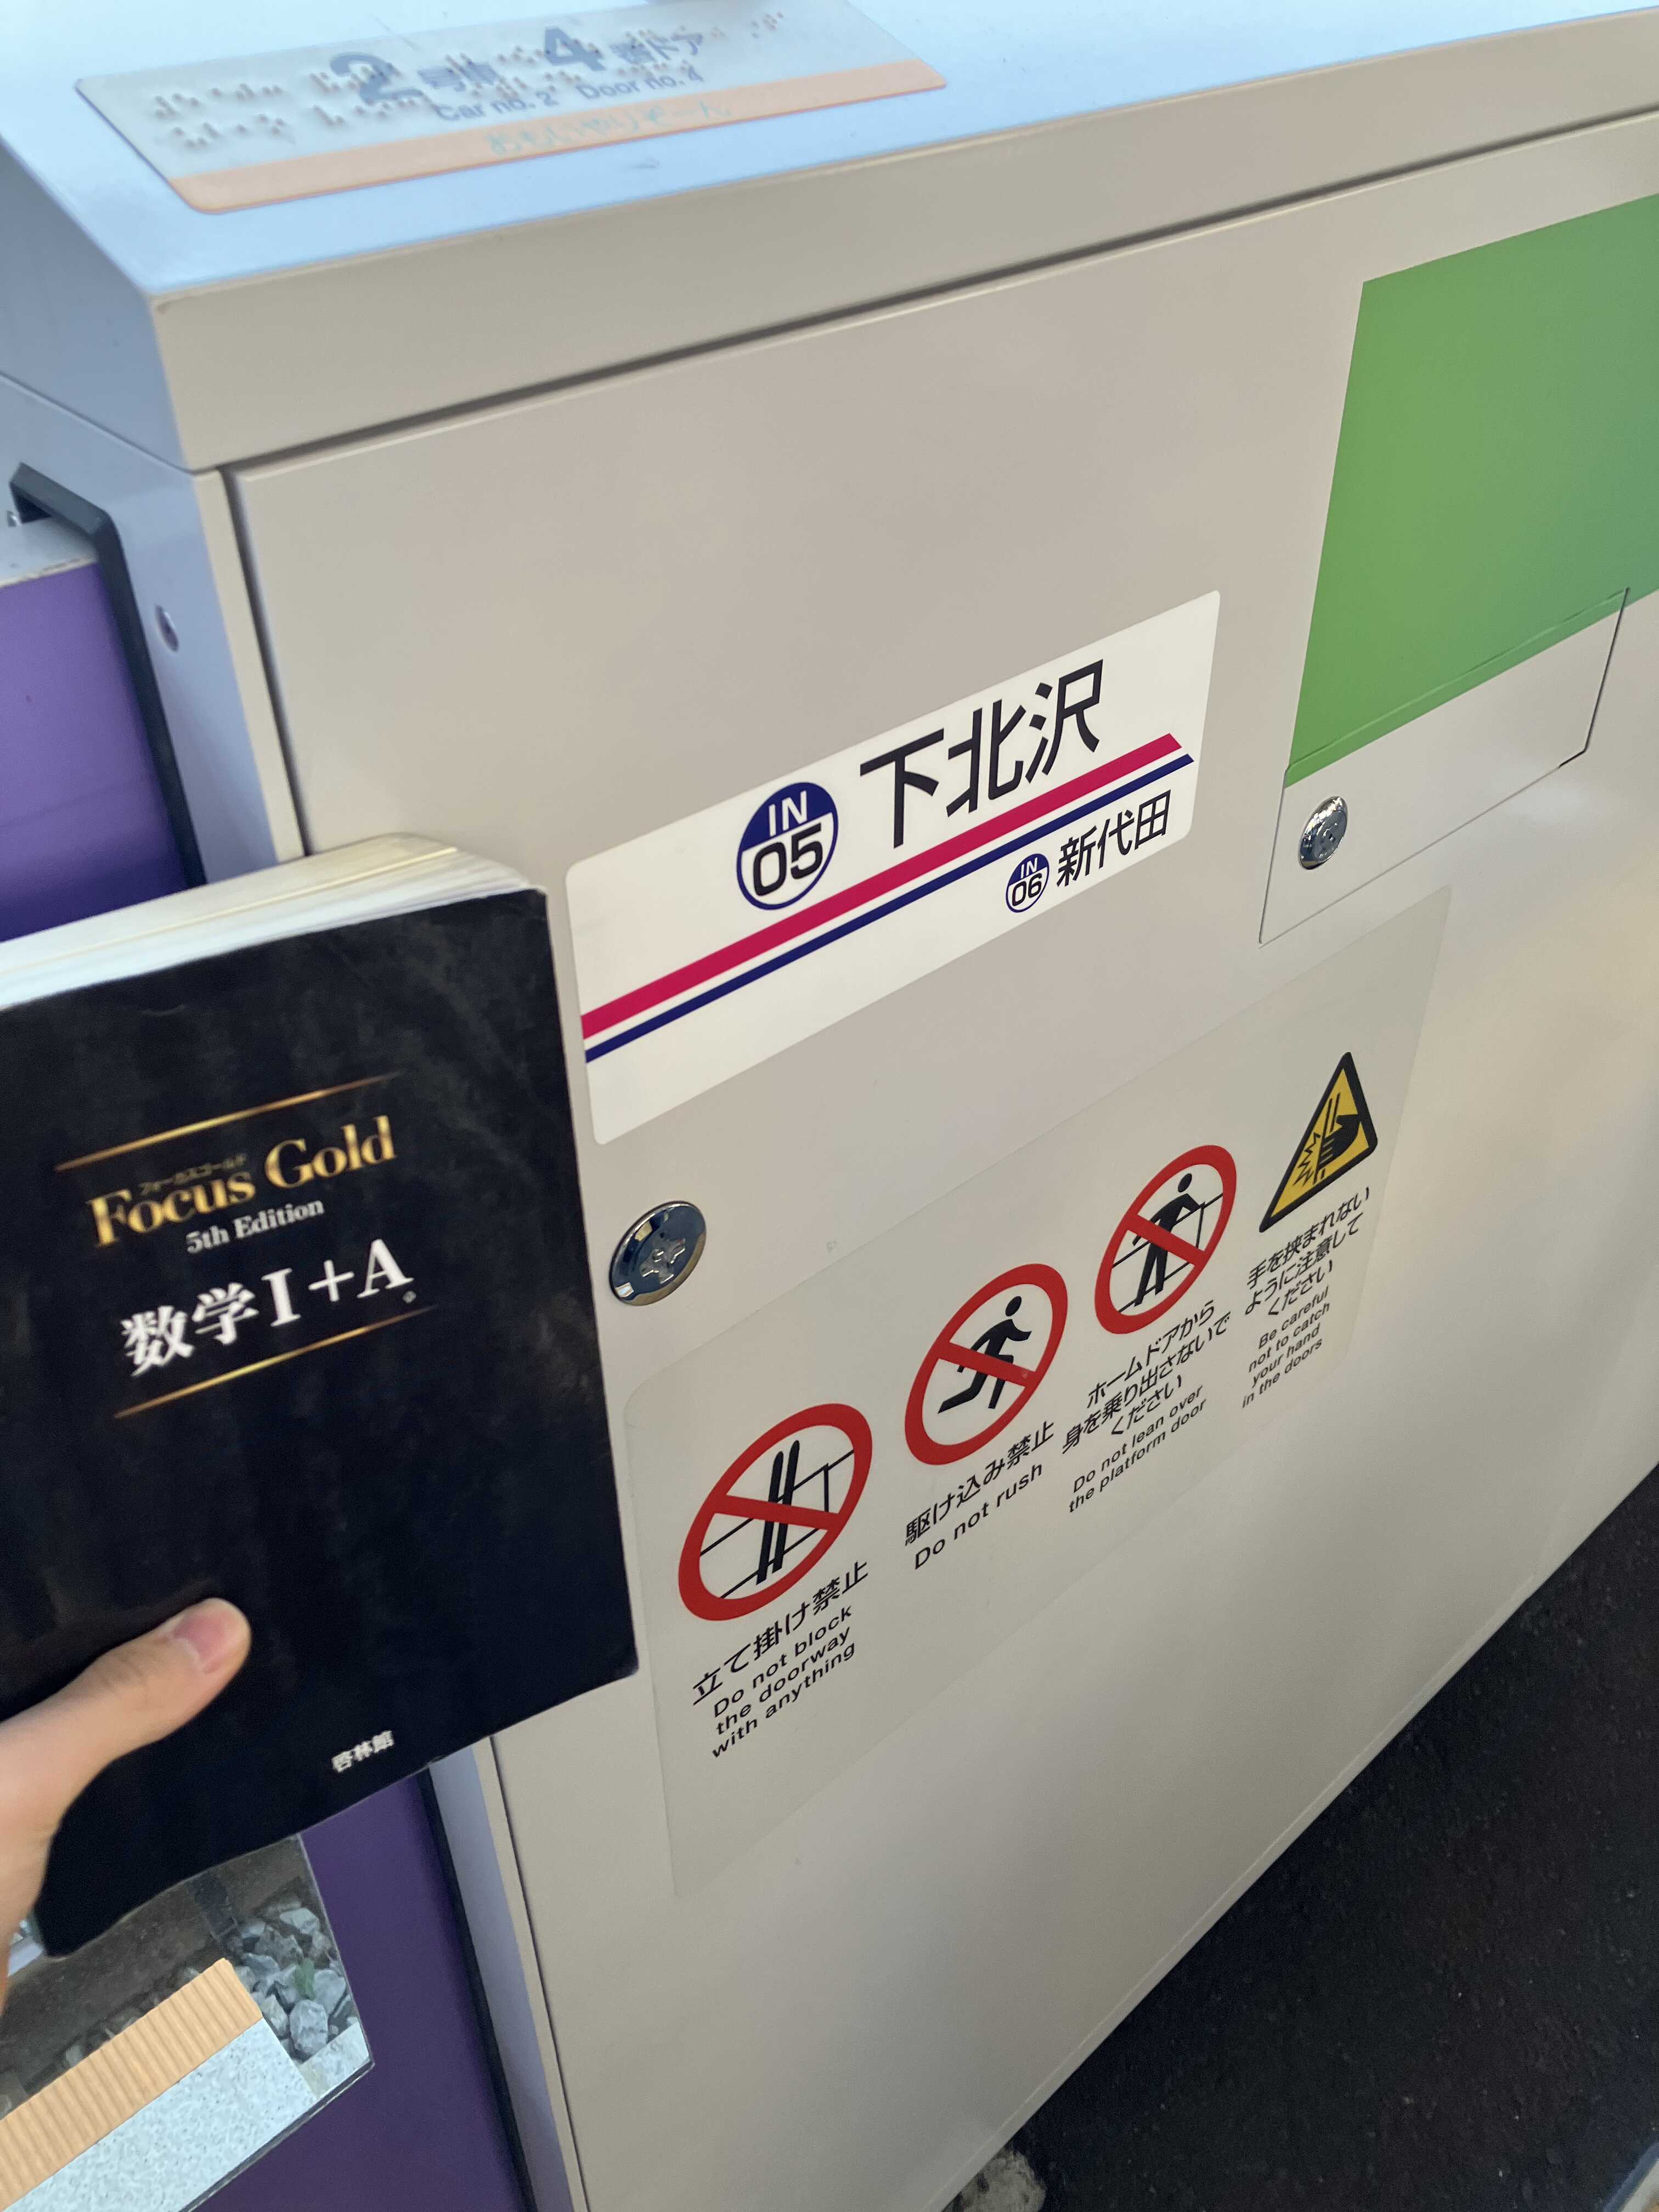 2号車 4番ドア
Car no. 2 Door no. 4
おもいやりぞーん
IN
05
下北沢
IN
06
新代田
フォーカスゴールド
Focus Gold
5th Edition
数学I+A
啓林館
立て掛け禁止
Do not block
the doorway
with anything
駆け込み禁止
Do not rush
ホームドアから
身を乗り出さないで
ください
Do not lean over
the platform door
手を挟まれない
ように注意して
ください
Be careful
not to catch
your hand
in the doors